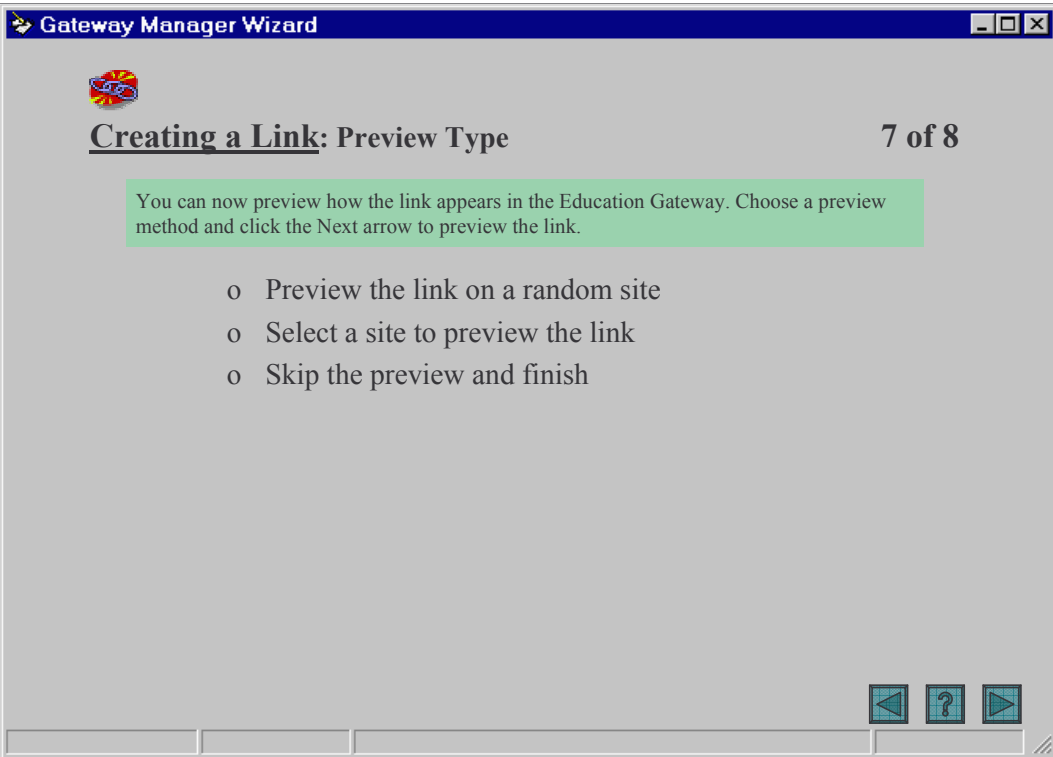 Gateway Manager Wizard
Creating a Link: Preview Type 7 of 8
You can now preview how the link appears in the Education Gateway. Choose a preview
method and click the Next arrow to preview the link.
o Preview the link on a random site
o Select a site to preview the link
o Skip the preview and finish
?